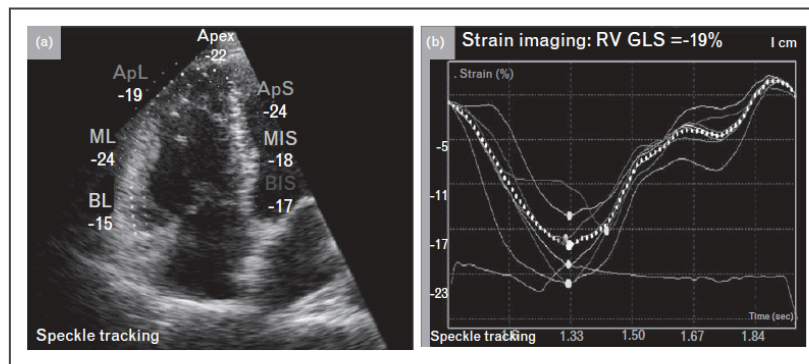 (a)
Apex
-22
ApL
-19
ApS
-24
ML
-24
MIS
-18
BIS
-17
BL
-15
Speckle tracking
(b) Strain imaging: RV GLS =-19% I cm
. Strain (%)
-5
-11
-17
-23
Time (sec)
Speckle tracking
1.33 1.50 1.67 1.84